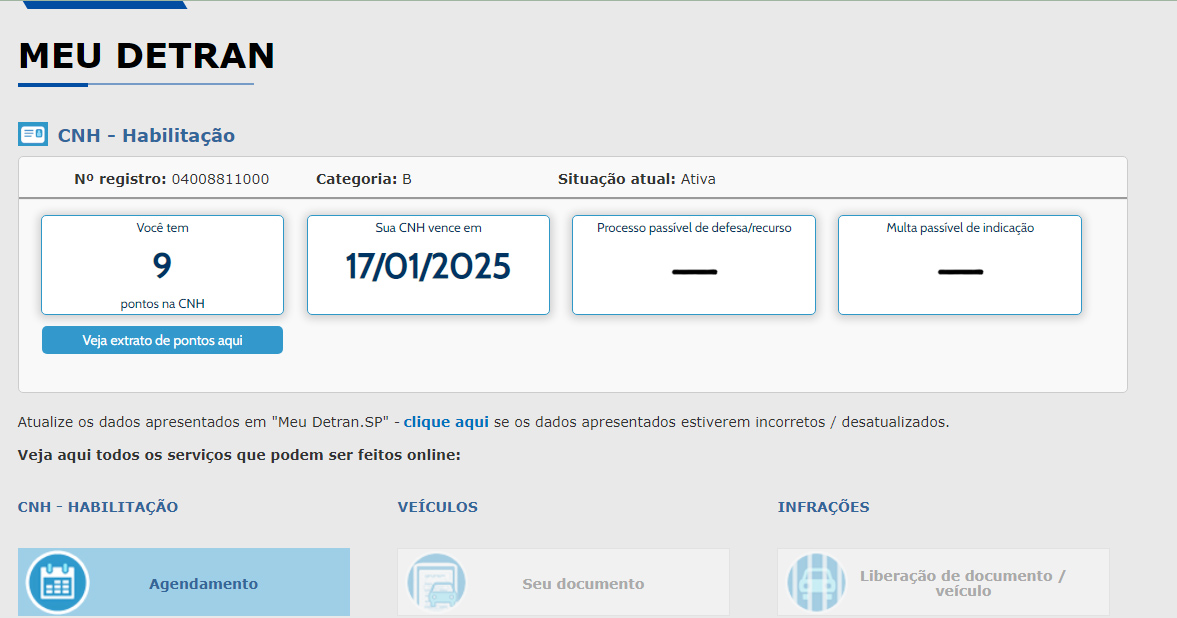 MEU DETRAN
CNH - Habilitação
Nº registro: 04008811000 Categoria: B Situação atual: Ativa
Você tem
9
pontos na CNH
Sua CNH vence em
17/01/2025
Processo passível de defesa/recurso
—
Multa passível de indicação
—
Veja extrato de pontos aqui
Atualize os dados apresentados em "Meu Detran.SP" - clique aqui se os dados apresentados estiverem incorretos / desatualizados.
Veja aqui todos os serviços que podem ser feitos online:
CNH - HABILITAÇÃO
Agendamento
VEÍCULOS
Seu documento
INFRAÇÕES
Liberação de documento /
veículo